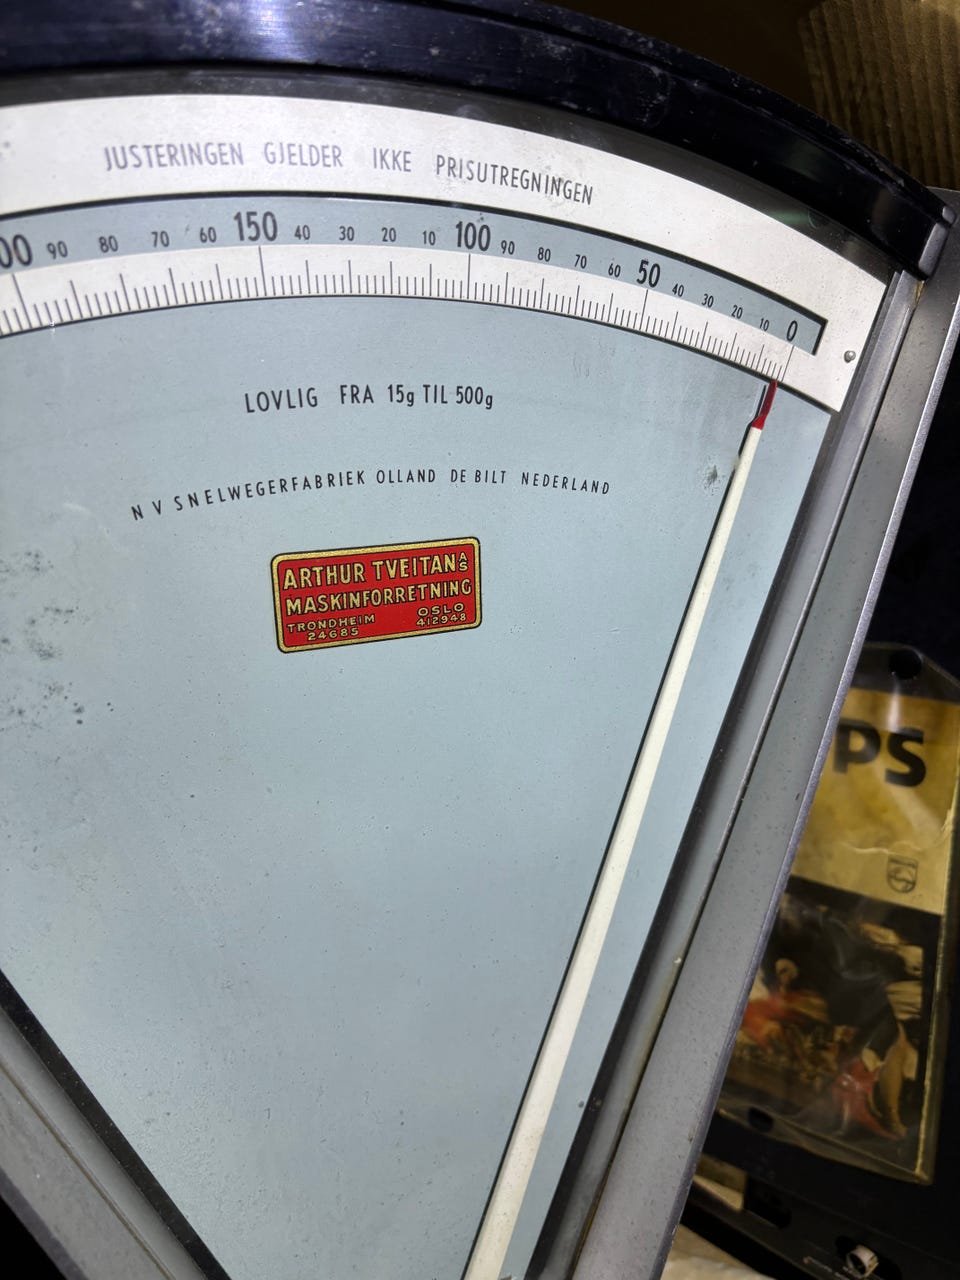 JUSTERINGEN GJELDER IKKE PRISUTREGNINGEN
00 90 80 70 60 150 40 30 20 10 100 90 80 70 60 50 40 30 20 10 0
LOVLIG FRA 15g TIL 500g
N V SNELWEGERFABRIEK OLLAND DE BILT NEDERLAND
ARTHUR TVEITAN A/S
MASKINFORRETNING
TRONDHEIM OSLO
24685 412948
PS